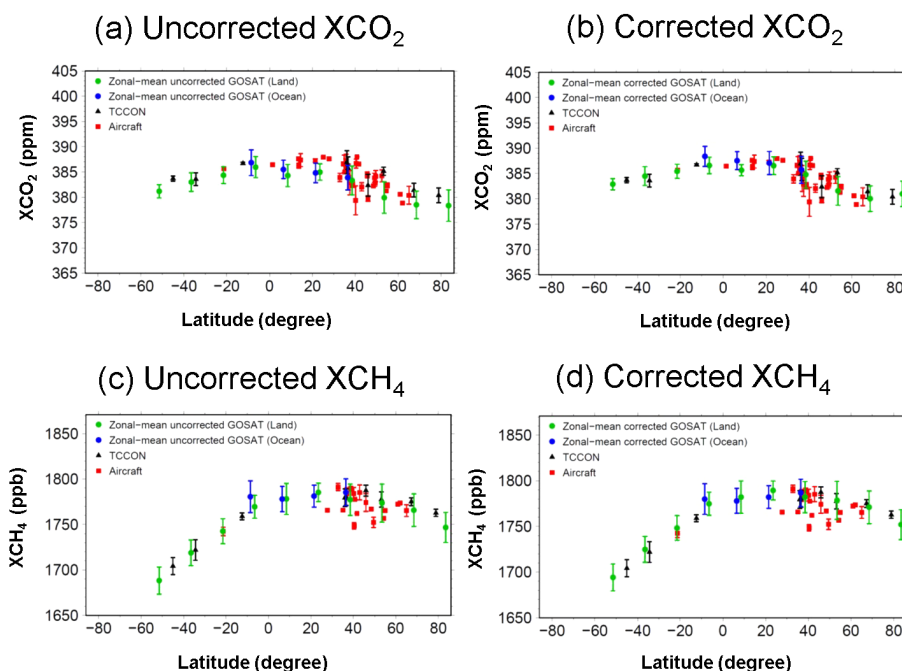 (a) Uncorrected XCO₂
405
400
395
390
385
380
375
370
365
XCO₂ (ppm)
Zonal−mean uncorrected GOSAT (Land)
Zonal−mean uncorrected GOSAT (Ocean)
TCCON
Aircraft
−80 −60 −40 −20 0 20 40 60 80
Latitude (degree)
(b) Corrected XCO₂
405
400
395
390
385
380
375
370
365
XCO₂ (ppm)
Zonal−mean corrected GOSAT (Land)
Zonal−mean corrected GOSAT (Ocean)
TCCON
Aircraft
−80 −60 −40 −20 0 20 40 60 80
Latitude (degree)
(c) Uncorrected XCH₄
1850
1800
1750
1700
1650
XCH₄ (ppb)
Zonal−mean uncorrected GOSAT (Land)
Zonal−mean uncorrected GOSAT (Ocean)
TCCON
Aircraft
−80 −60 −40 −20 0 20 40 60 80
Latitude (degree)
(d) Corrected XCH₄
1850
1800
1750
1700
1650
XCH₄ (ppb)
Zonal−mean corrected GOSAT (Land)
Zonal−mean corrected GOSAT (Ocean)
TCCON
Aircraft
−80 −60 −40 −20 0 20 40 60 80
Latitude (degree)